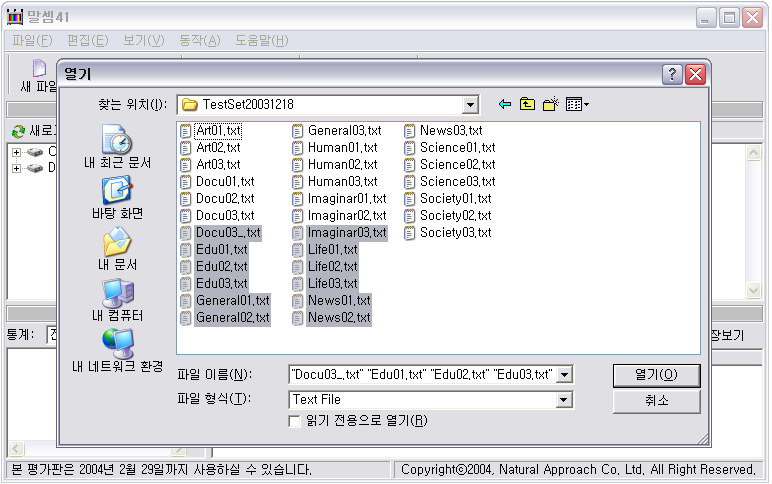 말셈41
파일(F) 편집(E) 보기(V) 동작(A) 도움말(H)
새 파일
열기
찾는 위치(I): TestSet20031218
새로고
C
D
내 최근 문서
바탕 화면
내 문서
내 컴퓨터
내 네트워크 환경
Art01.txt
Art02.txt
Art03.txt
Docu01.txt
Docu02.txt
Docu03.txt
Docu03_.txt
Edu01.txt
Edu02.txt
Edu03.txt
General01.txt
General02.txt
General03.txt
Human01.txt
Human02.txt
Human03.txt
Imaginar01.txt
Imaginar02.txt
Imaginar03.txt
Life01.txt
Life02.txt
Life03.txt
News01.txt
News02.txt
News03.txt
Science01.txt
Science02.txt
Science03.txt
Society01.txt
Society02.txt
Society03.txt
통계:
장보기
파일 이름(N): "Docu03_.txt" "Edu01.txt" "Edu02.txt" "Edu03.txt" 열기(O)
파일 형식(T): Text File 취소
읽기 전용으로 열기(R)
본 평가판은 2004년 2월 29일까지 사용하실 수 있습니다. Copyright©2004, Natural Approach Co, Ltd, All Right Reserved,